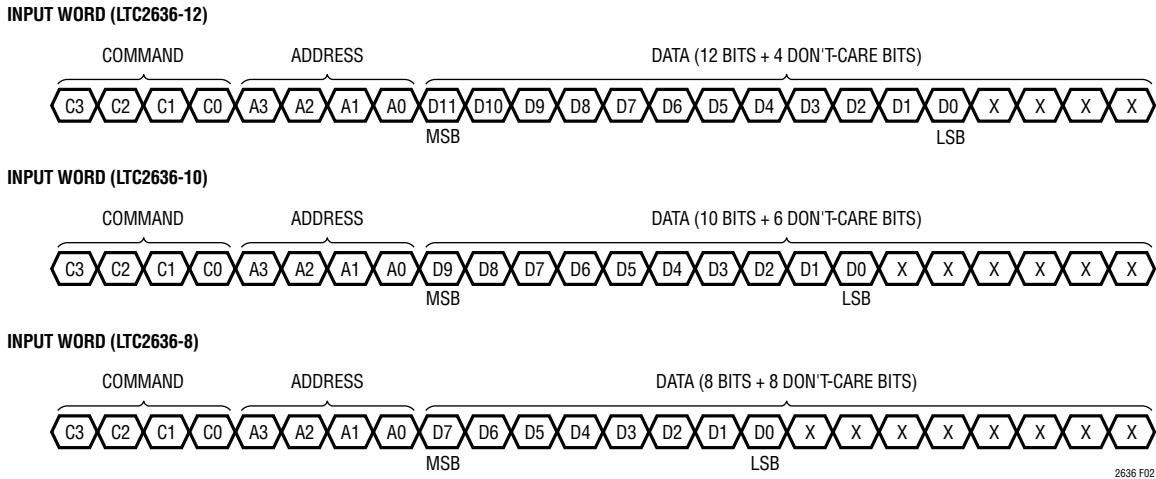 INPUT WORD (LTC2636-12)
COMMAND ADDRESS DATA (12 BITS + 4 DON'T-CARE BITS)
C3 C2 C1 C0 A3 A2 A1 A0 D11 D10 D9 D8 D7 D6 D5 D4 D3 D2 D1 D0 X X X X
MSB LSB
INPUT WORD (LTC2636-10)
COMMAND ADDRESS DATA (10 BITS + 6 DON'T-CARE BITS)
C3 C2 C1 C0 A3 A2 A1 A0 D9 D8 D7 D6 D5 D4 D3 D2 D1 D0 X X X X X X
MSB LSB
INPUT WORD (LTC2636-8)
COMMAND ADDRESS DATA (8 BITS + 8 DON'T-CARE BITS)
C3 C2 C1 C0 A3 A2 A1 A0 D7 D6 D5 D4 D3 D2 D1 D0 X X X X X X X X
MSB LSB
2636 F02